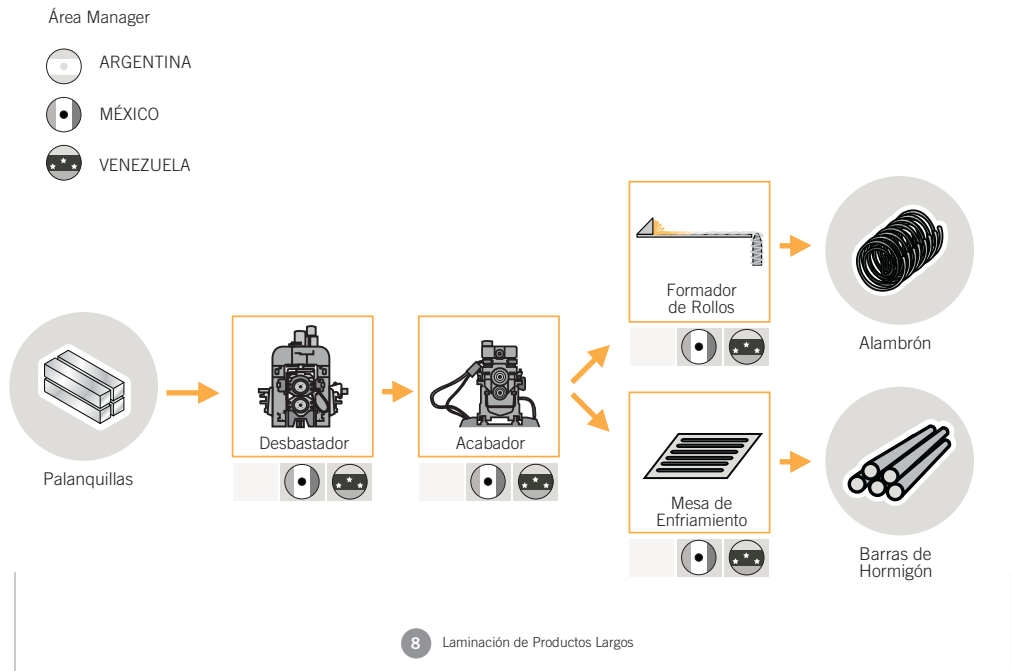 Área Manager
ARGENTINA
MÉXICO
VENEZUELA
Palanquillas
Desbastador
Acabador
Formador
de Rollos
Alambrón
Mesa de
Enfriamiento
Barras de
Hormigón
8 Laminación de Productos Largos